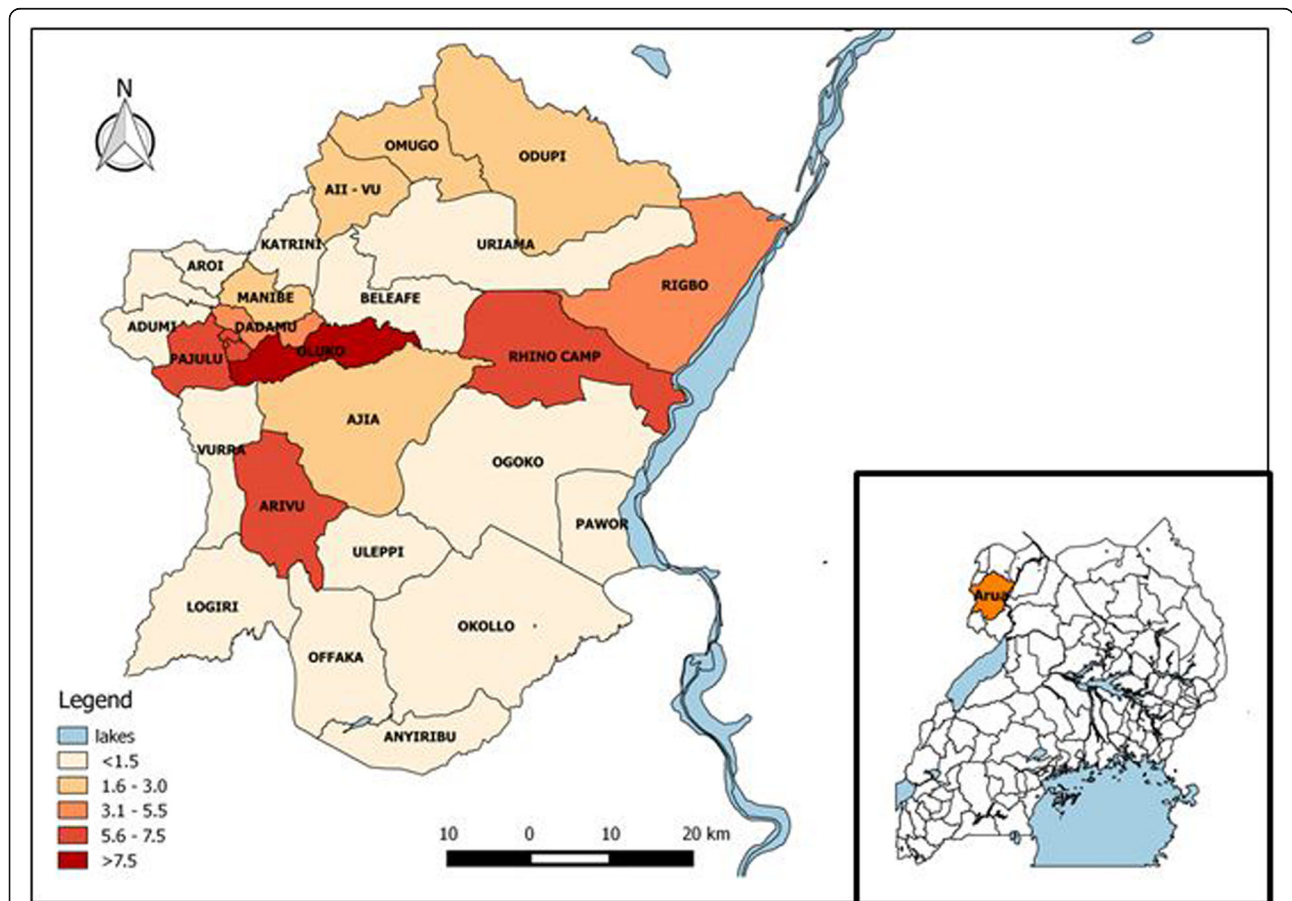 N
OMUGO
ODUPI
AII - VU
KATRINI
URIAMA
AROI
RIGBO
MANIBE
BELEAFE
ADUMI
DADAMU
OLUKO
PAJULU
RHINO CAMP
AJIA
VURRA
OGOKO
ARIVU
PAWOR
ULEPPI
LOGIRI
OKOLLO
OFFAKA
ANYIRIBU
Arua
Legend
lakes
<1.5
1.6 - 3.0
3.1 - 5.5
5.6 - 7.5
>7.5
10 0 10 20 km